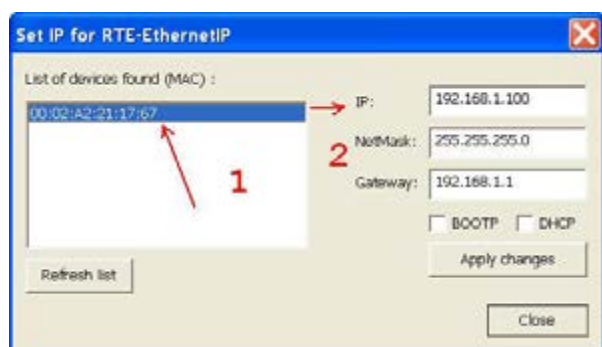 Set IP for RTE-EthernetIP
List of devices found (MAC) :
00:02:A2:21:17:67
1
2
IP: 192.168.1.100
NetMask: 255.255.255.0
Gateway: 192.168.1.1
BOOTP DHCP
Apply changes
Refresh list
Close